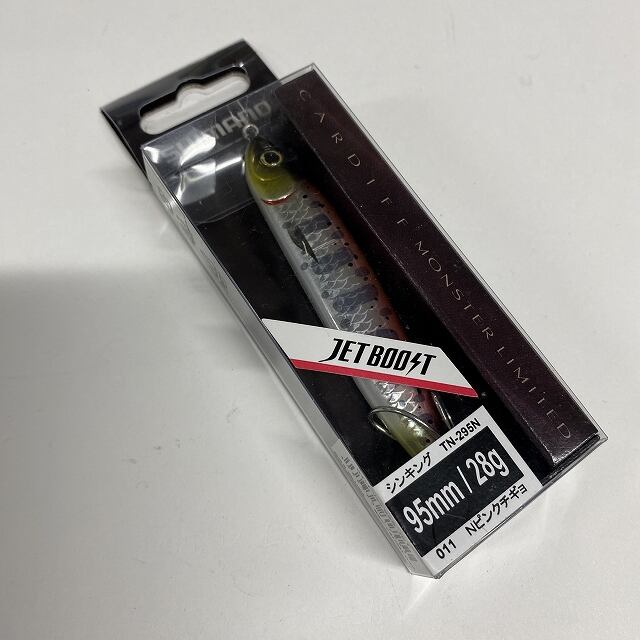 SHIMANO
CARDIFF MONSTER LIMITED
JETBOOST
シンキング TN-295N
95mm / 28g
011 Nピンクチギョ